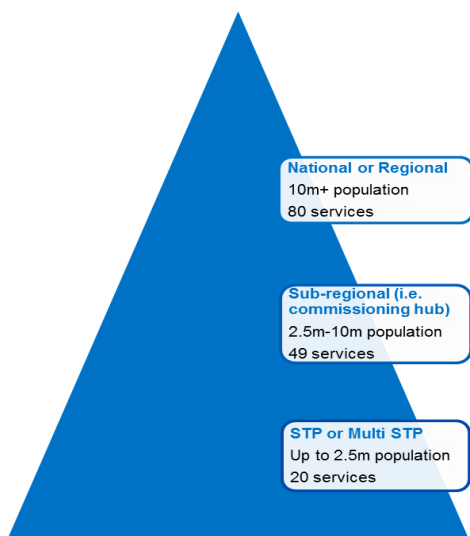 National or Regional
10m+ population
80 services
Sub-regional (i.e.
commissioning hub)
2.5m-10m population
49 services
STP or Multi STP
Up to 2.5m population
20 services